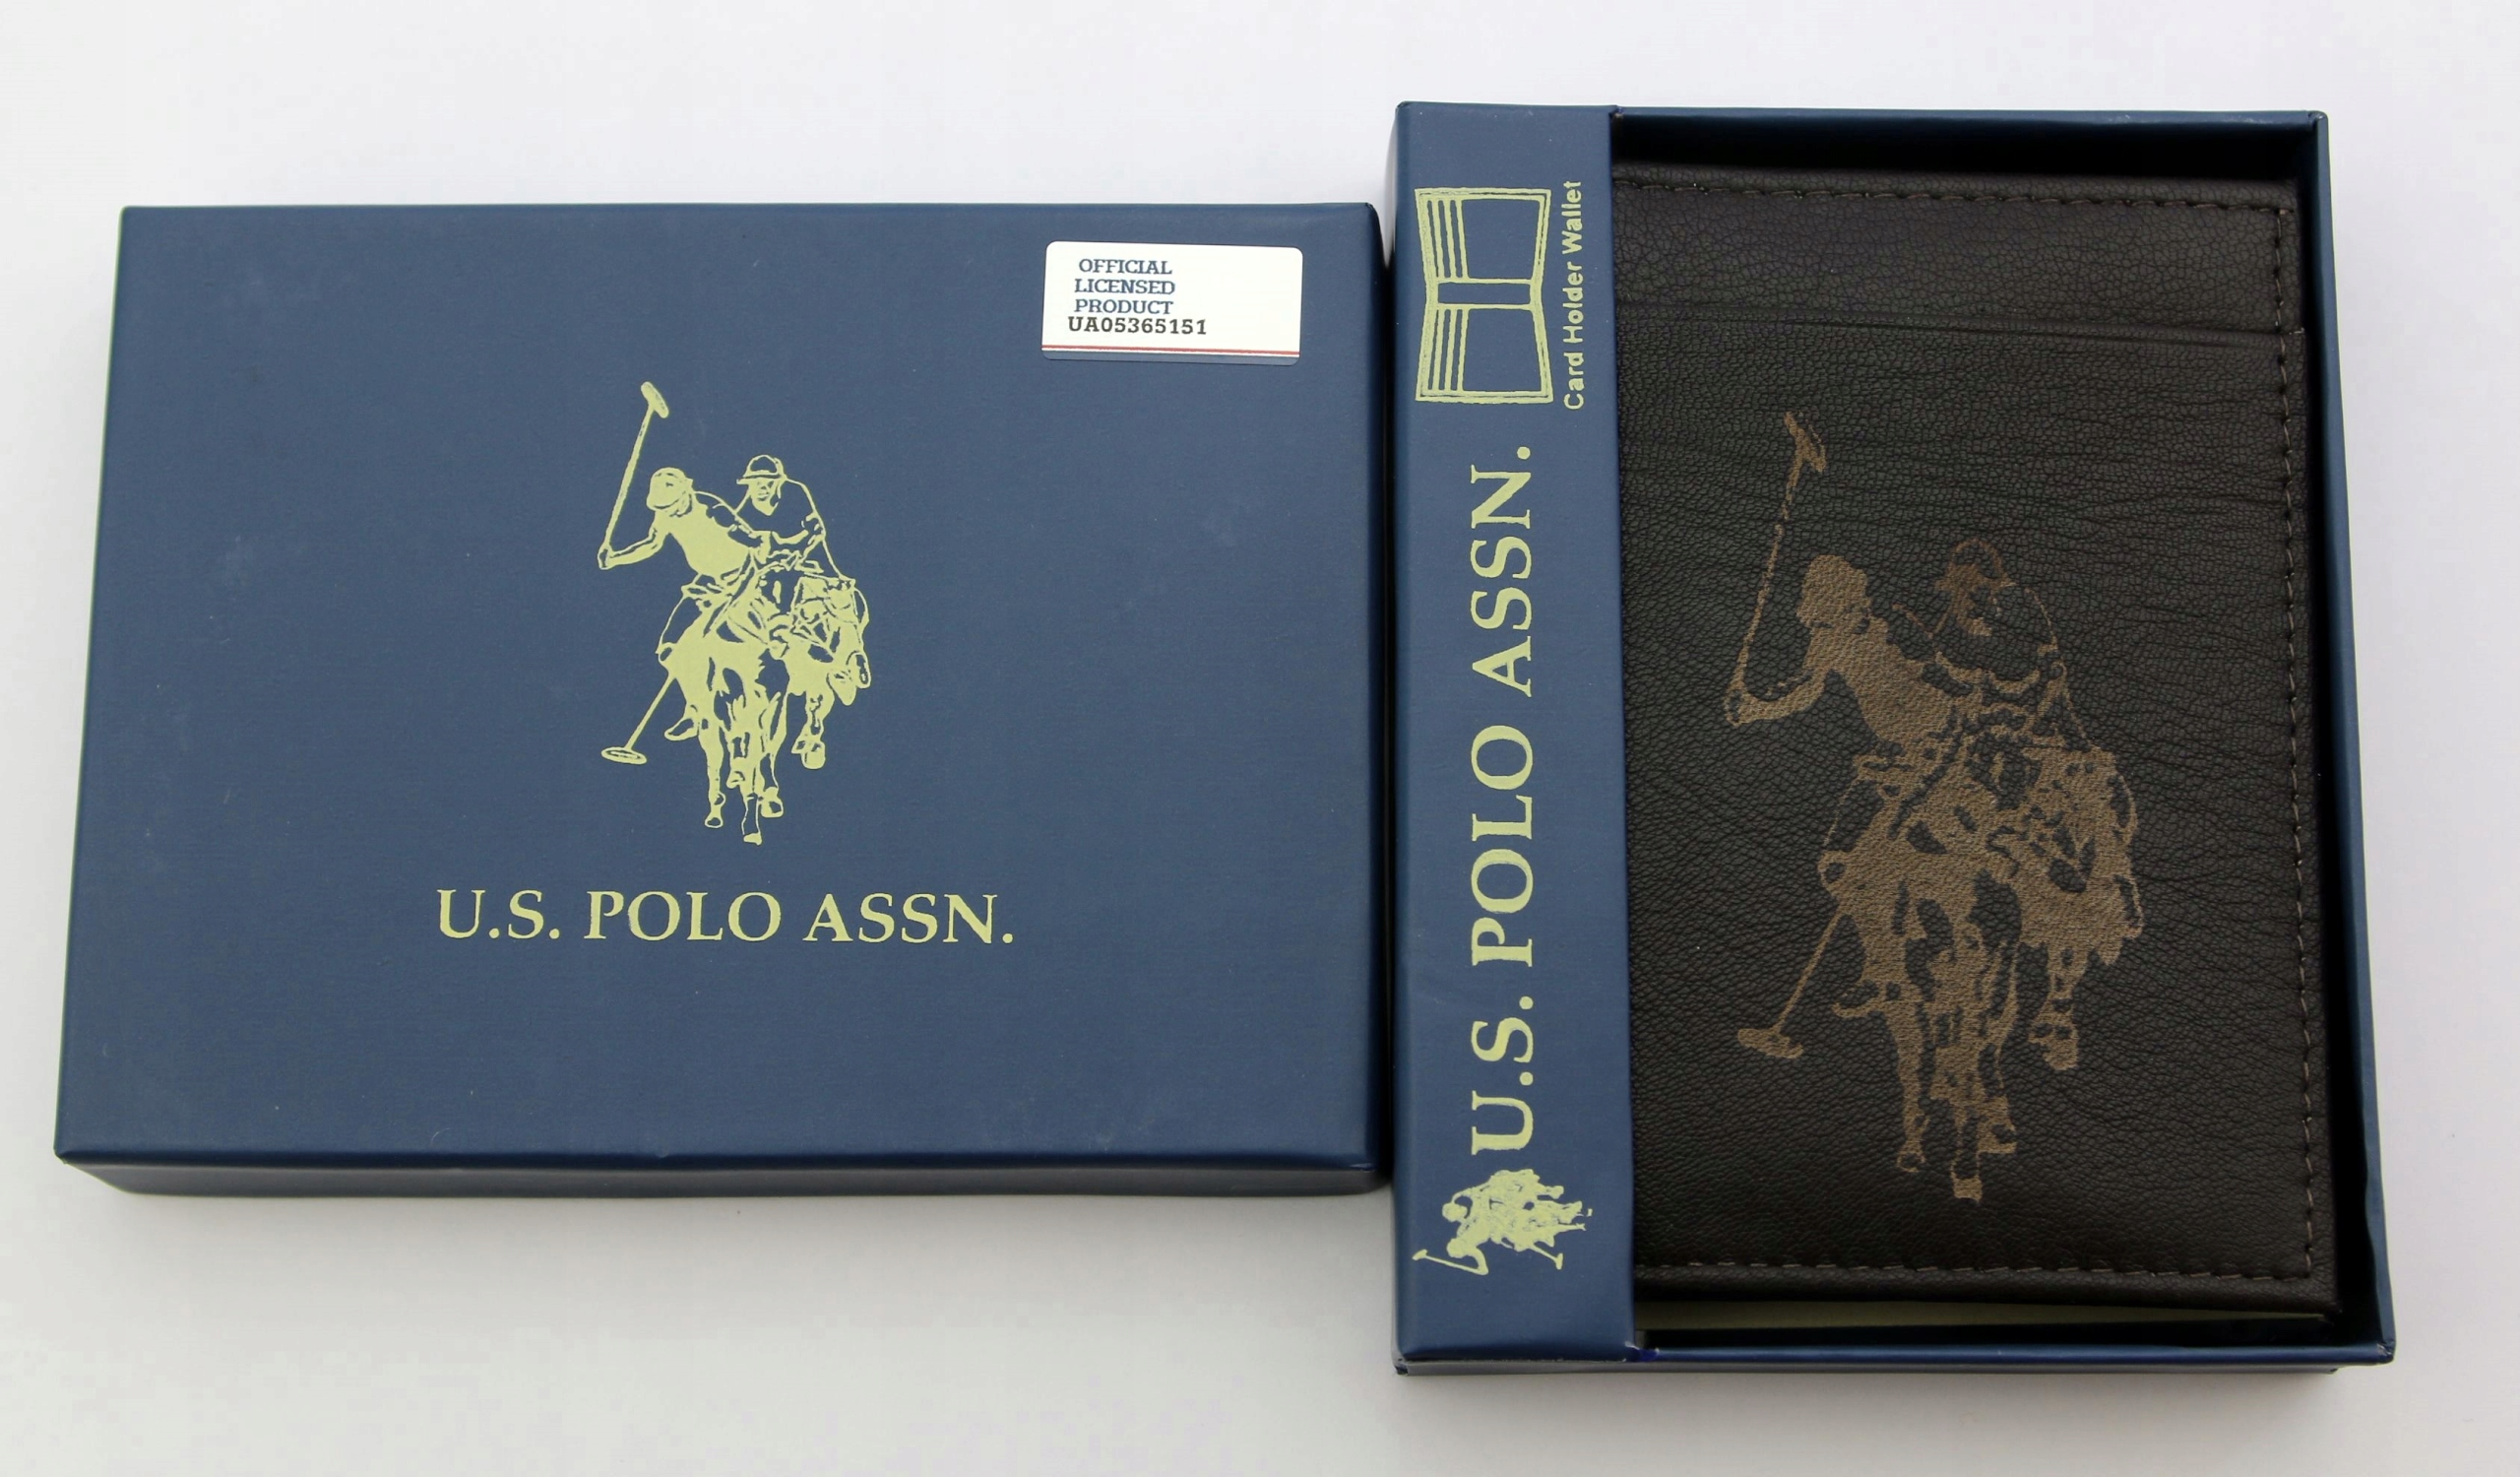 OFFICIAL
LICENSED
PRODUCT
UA05365151
U.S. POLO ASSN.
U.S. POLO ASSN.
Card Holder Wallet